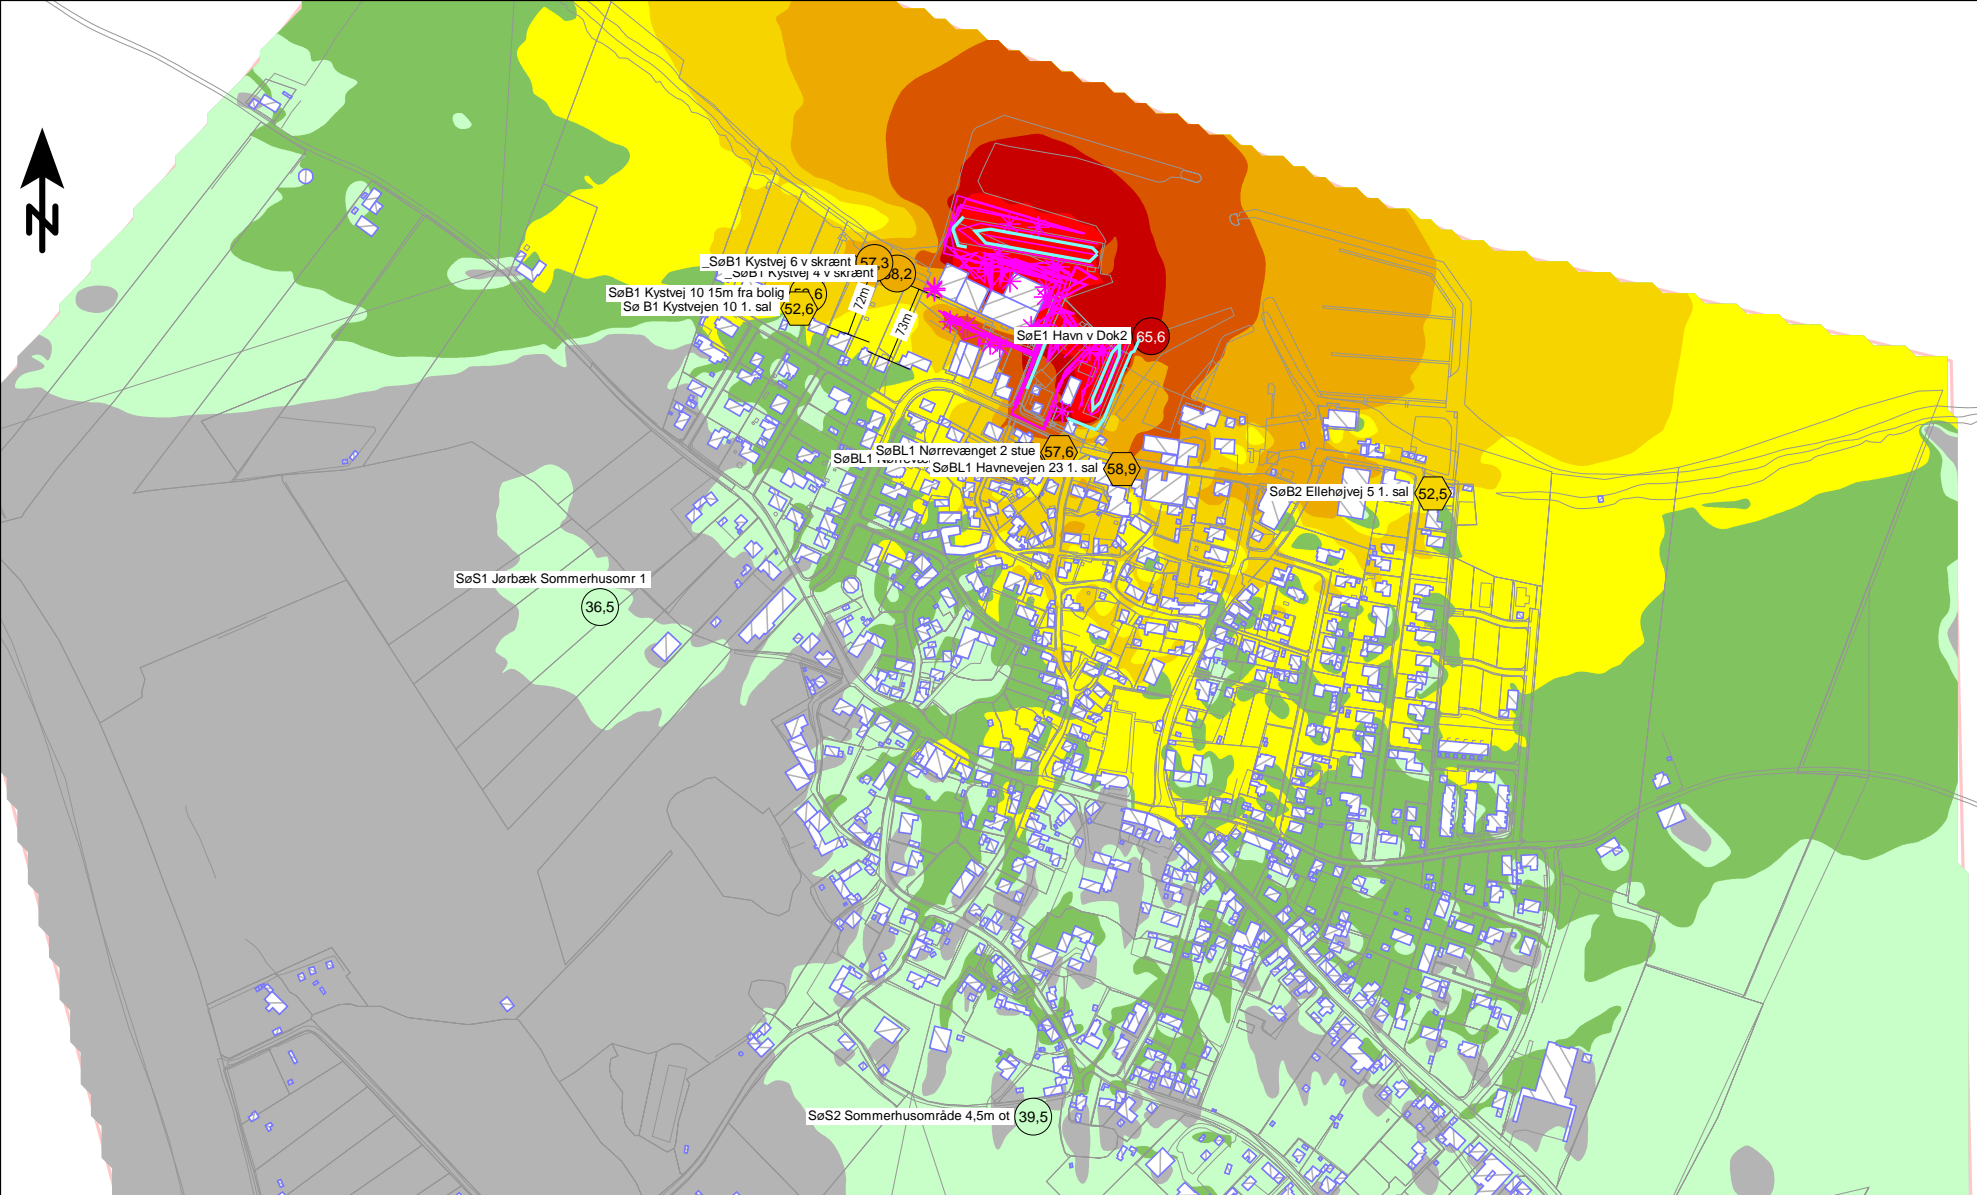 N
_SøB1 Kystvej 6 v skrænt 57,3
_SøB1 Kystvej 4 v skrænt 58,2
SøB1 Kystvej 10 15m fra bolig
Sø B1 Kystvejen 10 1. sal 52,6
72m
73m
SøE1 Havn v Dok2 65,6
SøBL1 Nørrevænget 2 stue 57,6
SøBL1
SøBL1 Havnevejen 23 1. sal 58,9
SøB2 Ellehøjvej 5 1. sal 52,5
SøS1 Jørbæk Sommerhusomr 1
36,5
SøS2 Sommerhusområde 4,5m ot 39,5